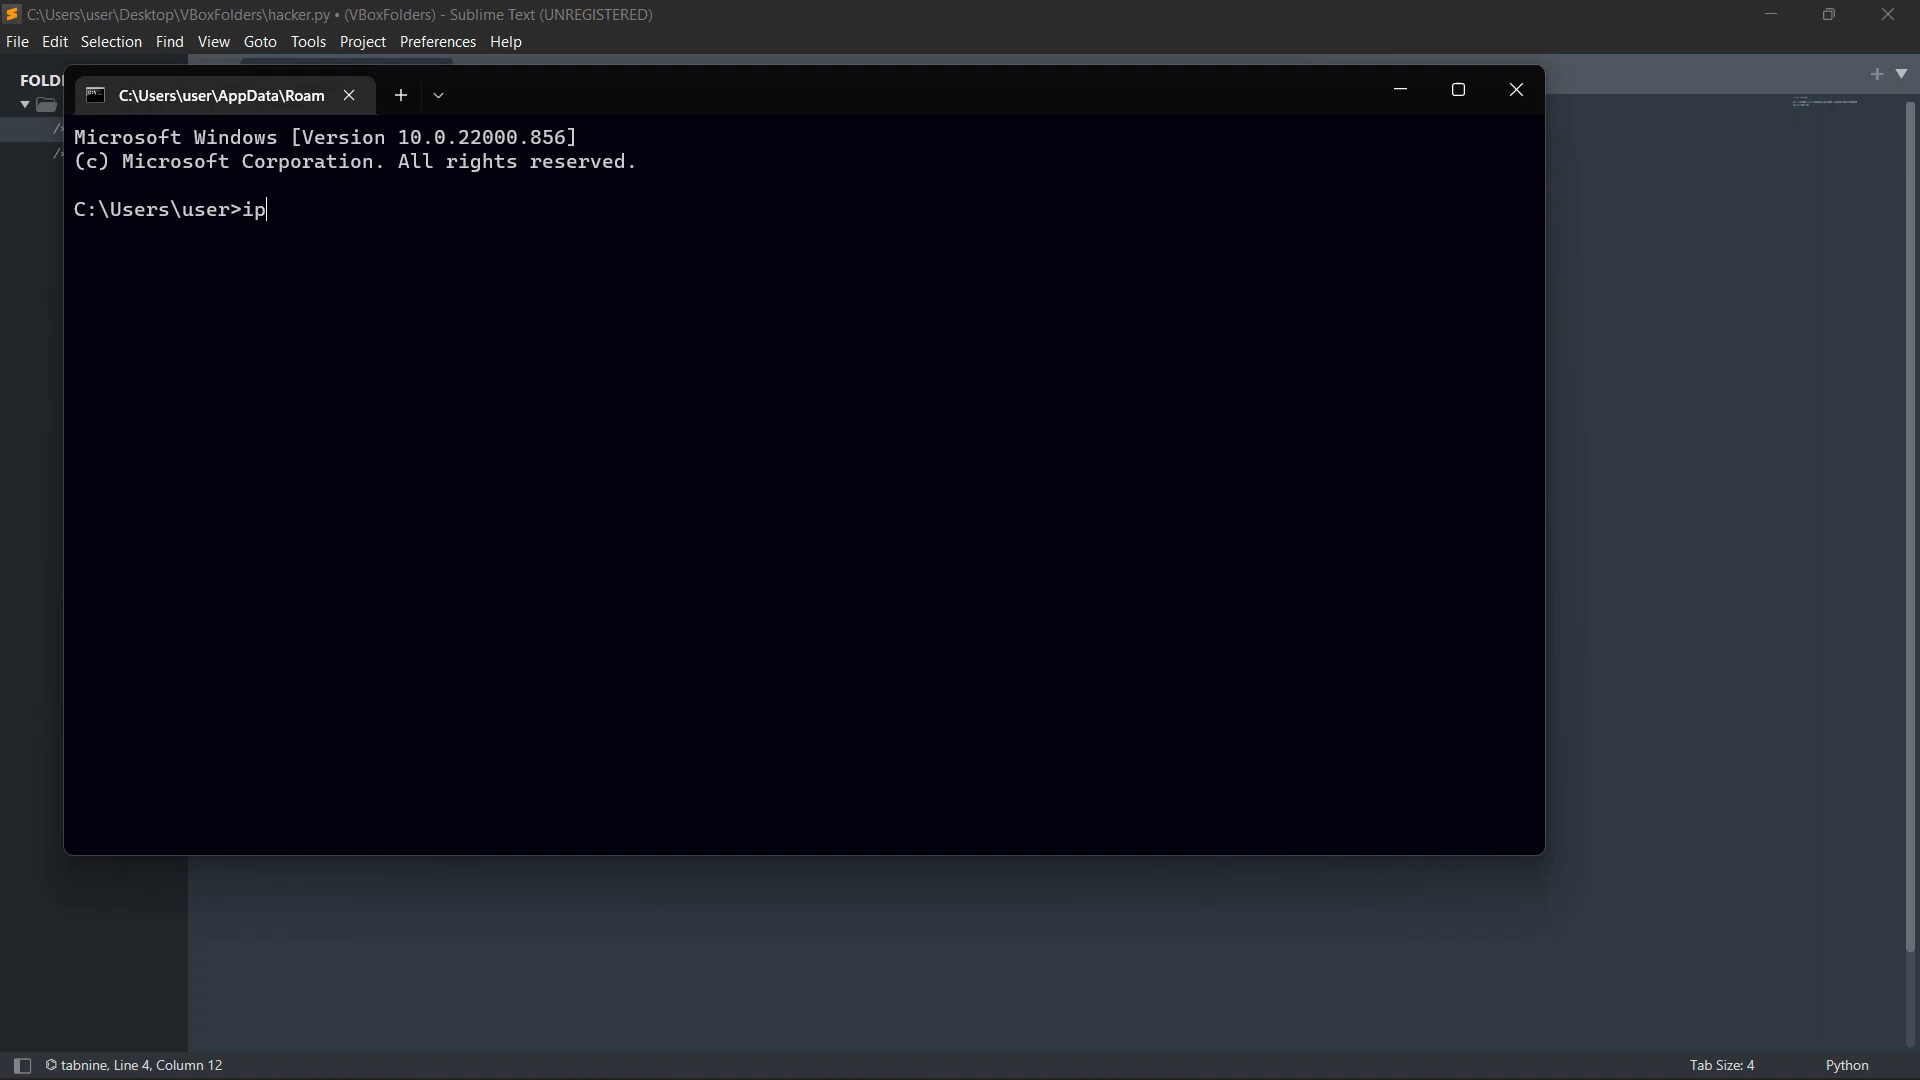 C:\Users\user\Desktop\VBoxFolders\hacker.py • (VBoxFolders) - Sublime Text (UNREGISTERED)
File Edit Selection Find View Goto Tools Project Preferences Help
FOLD
C:\Users\user\AppData\Roam
Microsoft Windows [Version 10.0.22000.856]
(c) Microsoft Corporation. All rights reserved.
C:\Users\user>ip
tabnine, Line 4, Column 12
Tab Size: 4
Python